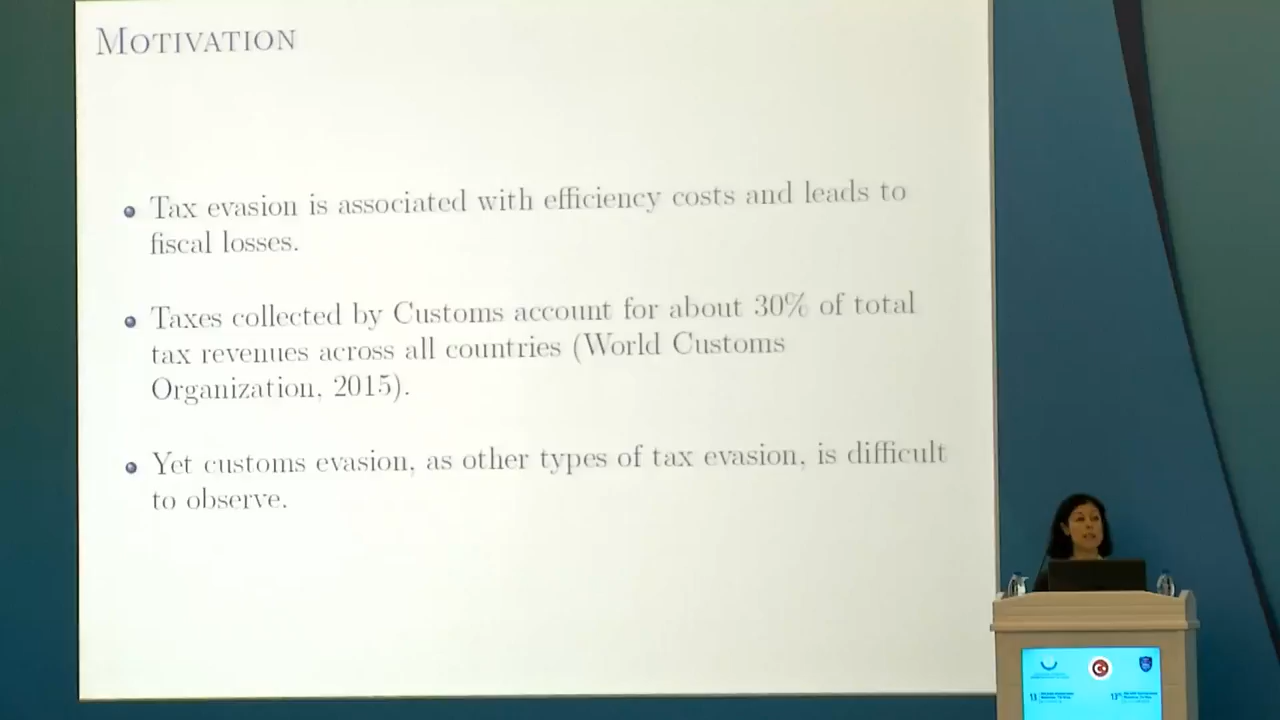 MOTIVATION
Tax evasion is associated with efficiency costs and leads to
fiscal losses.
Taxes collected by Customs account for about 30% of total
tax revenues across all countries (World Customs
Organization, 2015).
Yet customs evasion, as other types of tax evasion, is difficult
to observe.